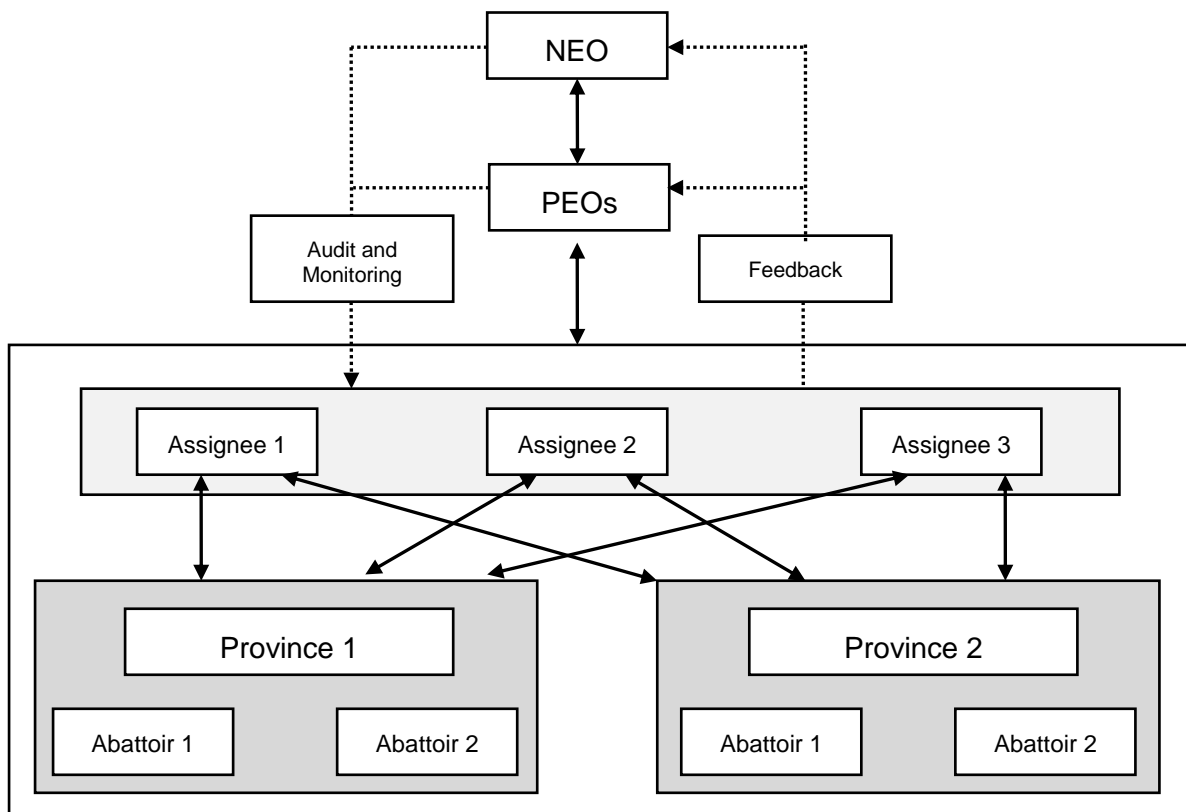 NEO
PEOs
Audit and
Monitoring
Feedback
Assignee 1
Assignee 2
Assignee 3
Province 1
Province 2
Abattoir 1
Abattoir 2
Abattoir 1
Abattoir 2